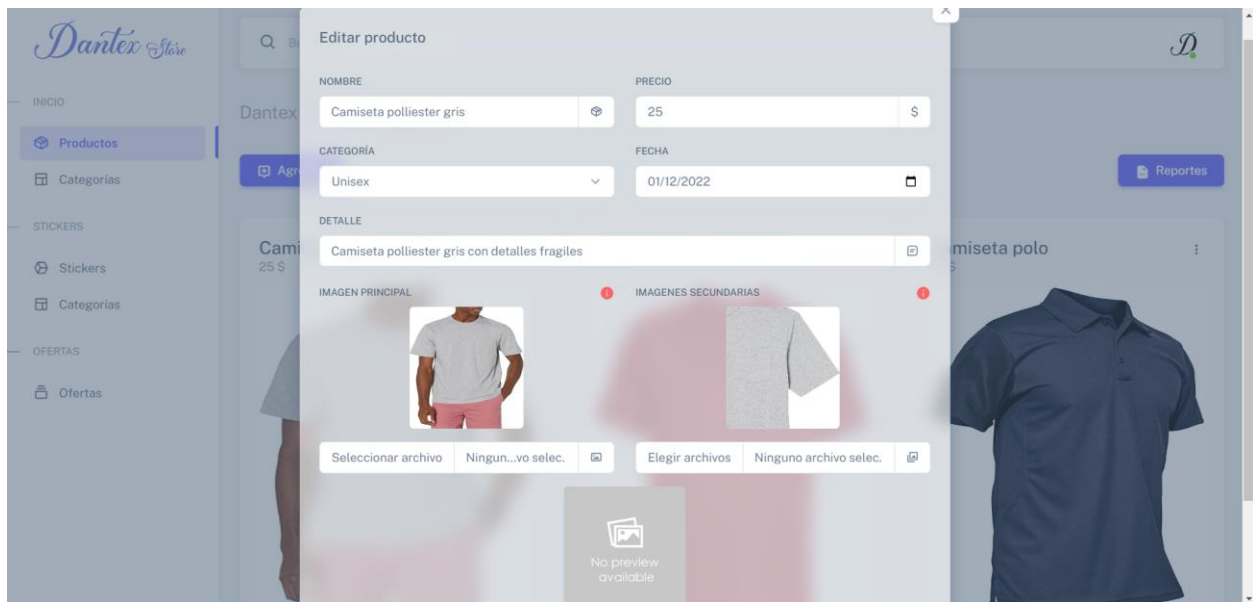 Dantex Store
INICIO
Productos
Categorías
STICKERS
Stickers
Categorías
OFERTAS
Ofertas
Dantex
Reportes
25 $
miseta polo
Editar producto
NOMBRE
Camiseta polliester gris
PRECIO
25 $
CATEGORÍA
Unisex
FECHA
01/12/2022
DETALLE
Camiseta polliester gris con detalles fragiles
IMAGEN PRINCIPAL
IMAGENES SECUNDARIAS
Seleccionar archivo Ningun...vo selec.
Elegir archivos Ninguno archivo selec.
No preview
available